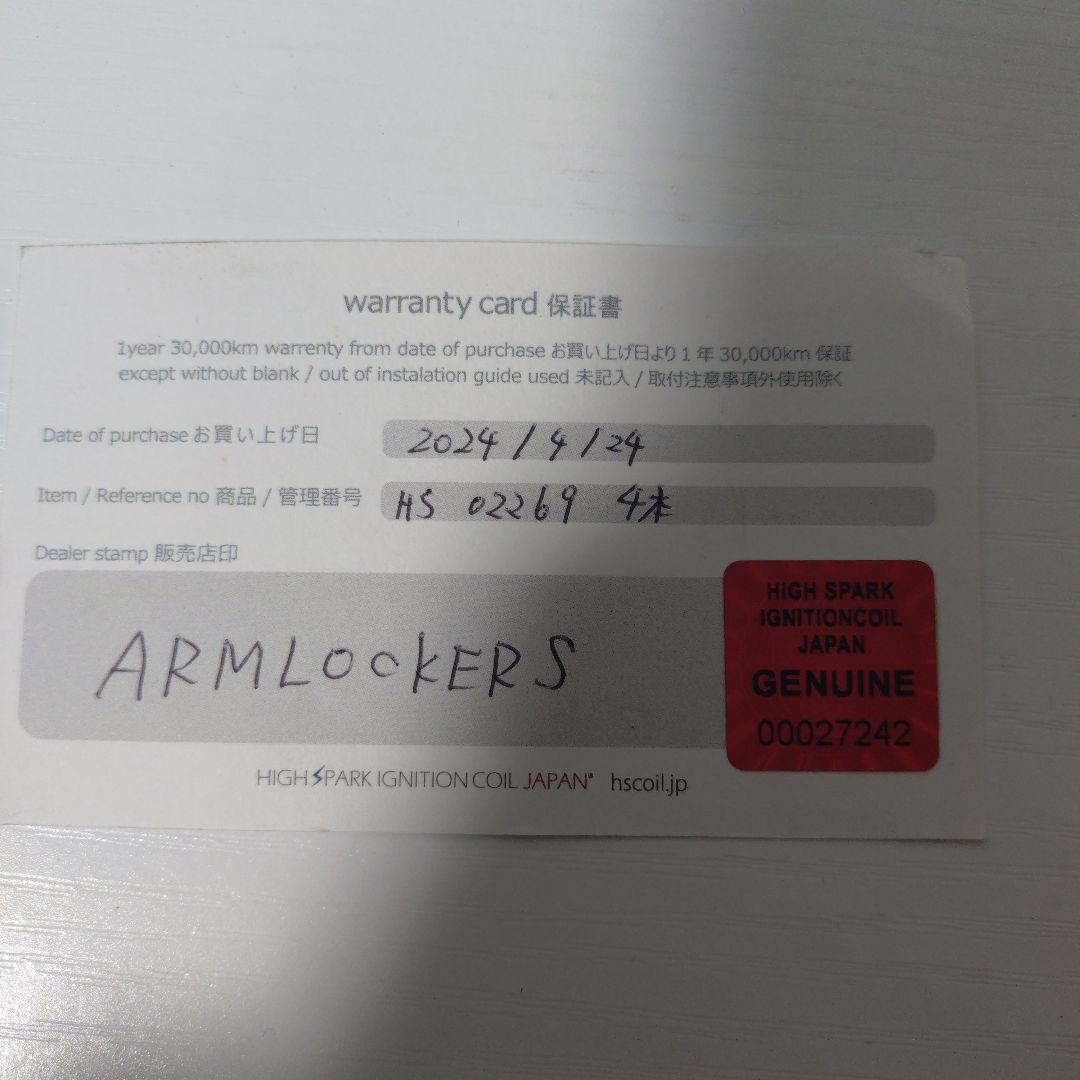 warranty card 保証書
1year 30,000km warrenty from date of purchase お買い上げ日より1年30,000km 保証
except without blank / out of instalation guide used 未記入 / 取付注意事項外使用除く
Date of purchase お買い上げ日 2024/4/24
Item / Reference no 商品 / 管理番号 HS 02269 4本
Dealer stamp 販売店印
ARMLOCKERS
HIGH SPARK
IGNITIONCOIL
JAPAN
GENUINE
00027242
HIGH SPARK IGNITION COIL JAPAN® hscoil.jp